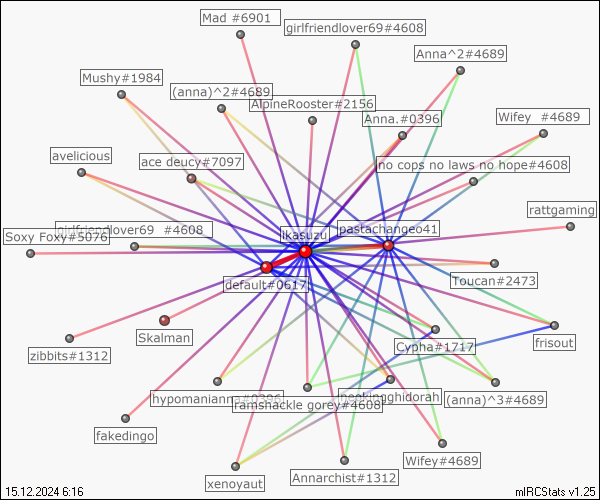 Mad #6901
girlfriendlover69#4608
Anna^2#4689
Mushy#1984
(anna)^2#4689
AlpineRooster#2156
Anna.#0396
Wifey #4689
avelicious
ace deucy#7097
no cops no laws no hope#4608
rattgaming
girlfriendlover69 #4608
Soxy Foxy#5076
ikasuzu
pastachangeo41
default#0617
Toucan#2473
Skalman
zibbits#1312
Cypha#1717
frisout
hypomanianna#0396
neokingghidorah
ramshackle gorey#4608
(anna)^3#4689
fakedingo
xenoyaut
Annarchist#1312
Wifey#4689
15.12.2024 6:16
mIRCStats v1.25